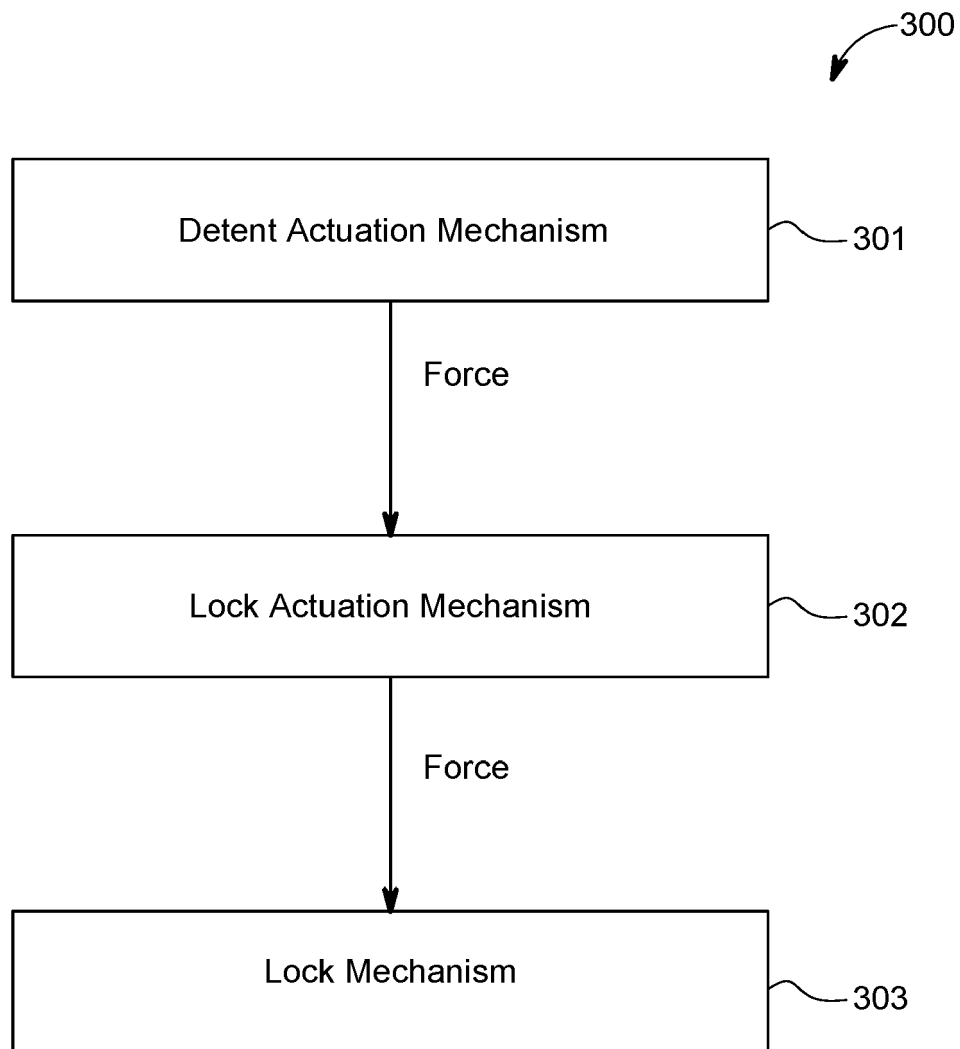 300
Detent Actuation Mechanism
301
Force
Lock Actuation Mechanism
302
Force
Lock Mechanism
303